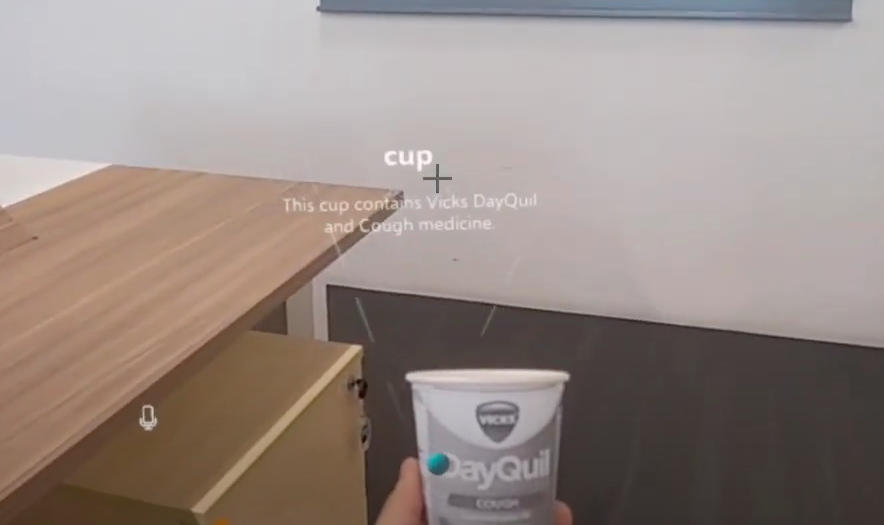 cup
This cup contains Vicks DayQuil
and Cough medicine.
VICKS
DayQuil
COUGH